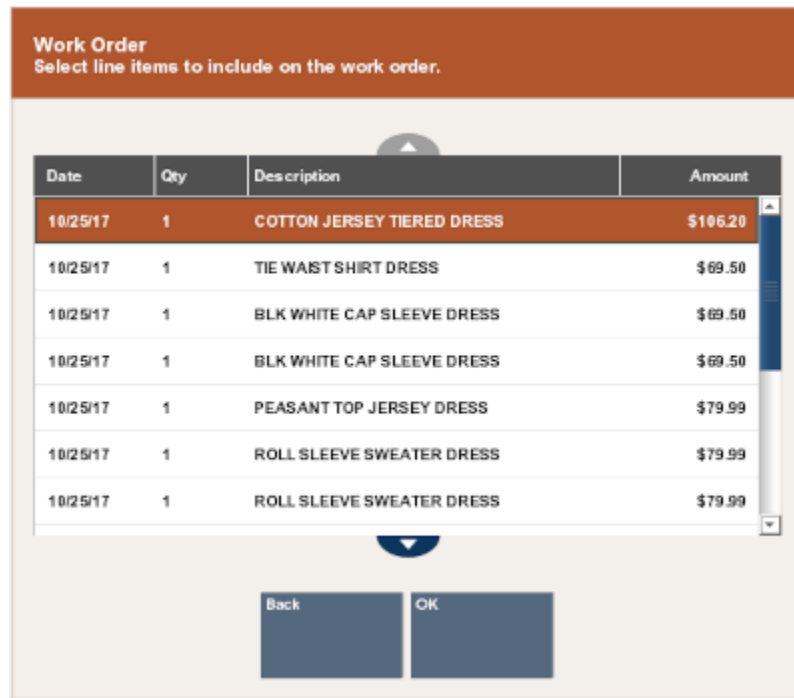 Work Order
Select line items to include on the work order.
Date Qty Description Amount
10/25/17 1 COTTON JERSEY TIERED DRESS $106.20
10/25/17 1 TIE WAIST SHIRT DRESS $69.50
10/25/17 1 BLK WHITE CAP SLEEVE DRESS $69.50
10/25/17 1 BLK WHITE CAP SLEEVE DRESS $69.50
10/25/17 1 PEASANT TOP JERSEY DRESS $79.99
10/25/17 1 ROLL SLEEVE SWEATER DRESS $79.99
10/25/17 1 ROLL SLEEVE SWEATER DRESS $79.99
Back OK